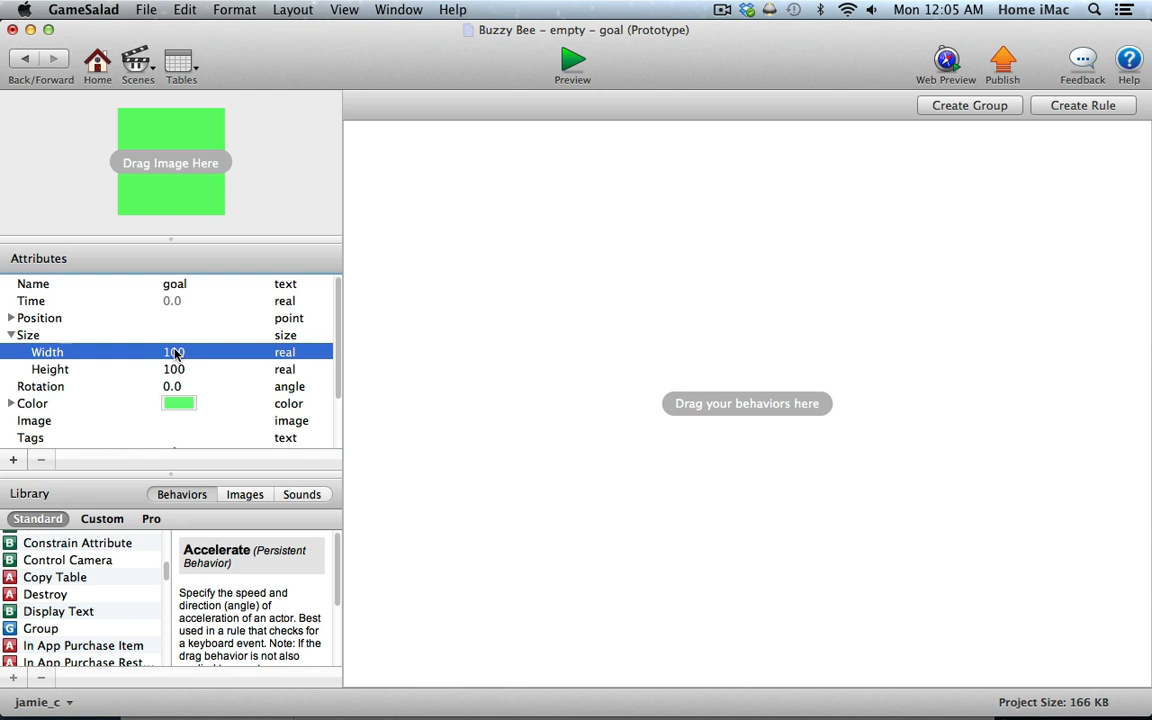 GameSalad File Edit Format Layout View Window Help Mon 12:05 AM Home iMac
Buzzy Bee - empty - goal (Prototype)
Back/Forward Home Scenes Tables Preview Web Preview Publish Feedback Help
Create Group Create Rule
Drag Image Here
Attributes
Name goal text
Time 0.0 real
Position point
Size size
Width 100 real
Height 100 real
Rotation 0.0 angle
Color color
Image image
Tags text
Drag your behaviors here
Library Behaviors Images Sounds
Standard Custom Pro
B Constrain Attribute
B Control Camera
A Copy Table
A Destroy
B Display Text
G Group
A In App Purchase Item
A In App Purchase Rest...
Accelerate (Persistent
Behavior)
Specify the speed and
direction (angle) of
acceleration of an actor. Best
used in a rule that checks for
a keyboard event. Note: If the
drag behavior is not also
jamie_c Project Size: 166 KB